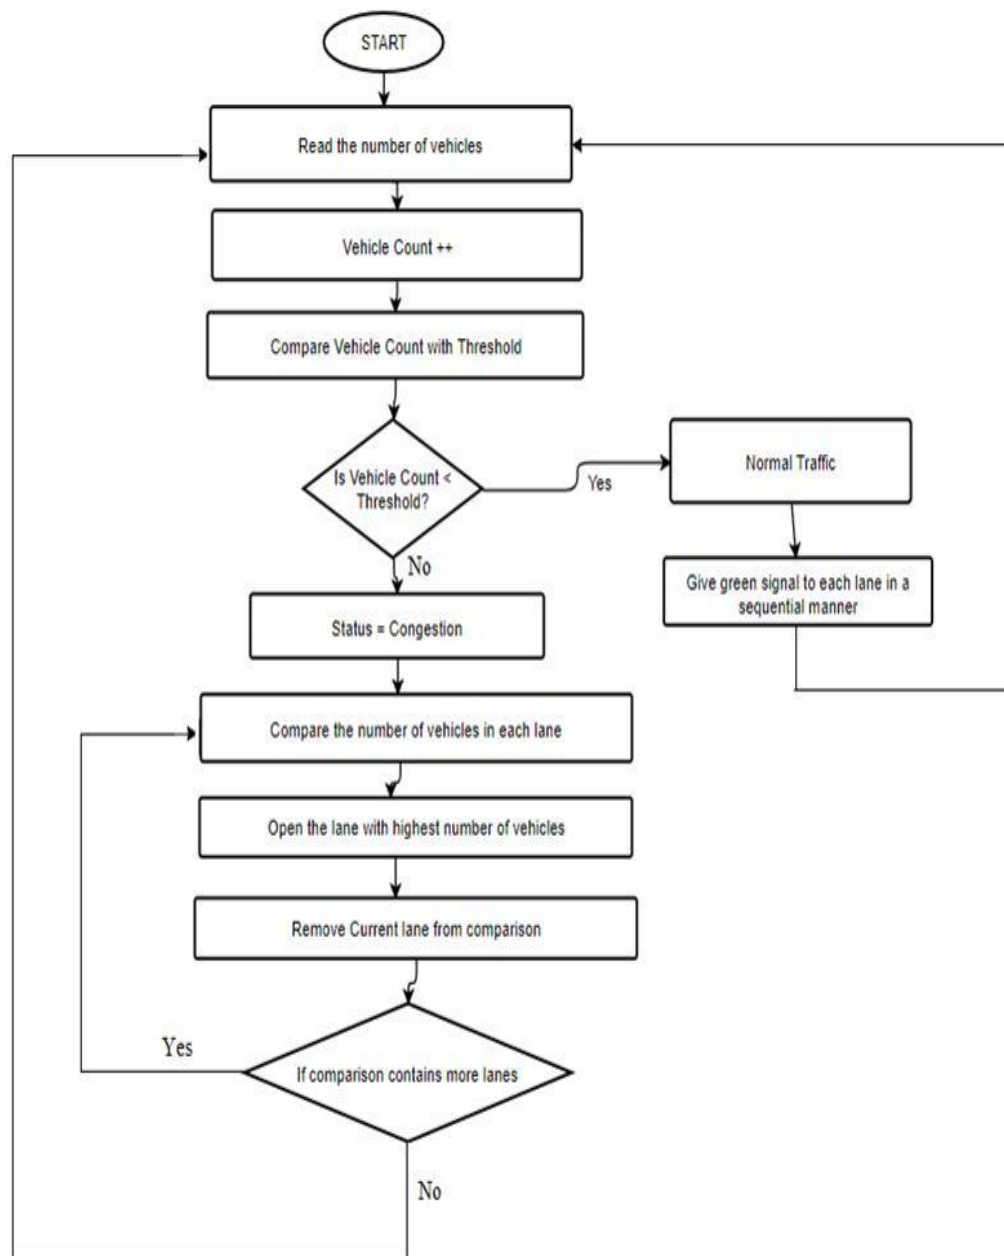 START
Read the number of vehicles
Vehicle Count ++
Compare Vehicle Count with Threshold
Is Vehicle Count <
Threshold?
Yes
Normal Traffic
Give green signal to each lane in a
sequential manner
No
Status = Congestion
Compare the number of vehicles in each lane
Open the lane with highest number of vehicles
Remove Current lane from comparison
If comparison contains more lanes
Yes
No